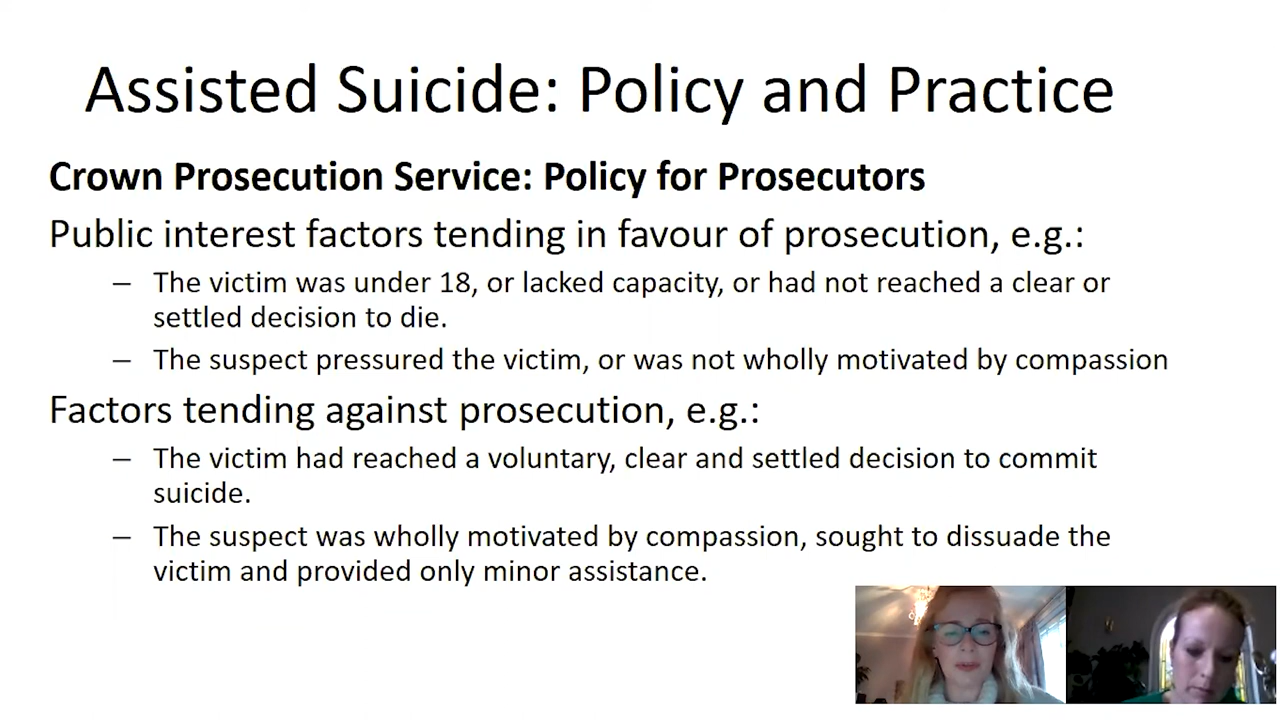 Assisted Suicide: Policy and Practice
Crown Prosecution Service: Policy for Prosecutors
Public interest factors tending in favour of prosecution, e.g.:
– The victim was under 18, or lacked capacity, or had not reached a clear or
settled decision to die.
– The suspect pressured the victim, or was not wholly motivated by compassion
Factors tending against prosecution, e.g.:
– The victim had reached a voluntary, clear and settled decision to commit
suicide.
– The suspect was wholly motivated by compassion, sought to dissuade the
victim and provided only minor assistance.